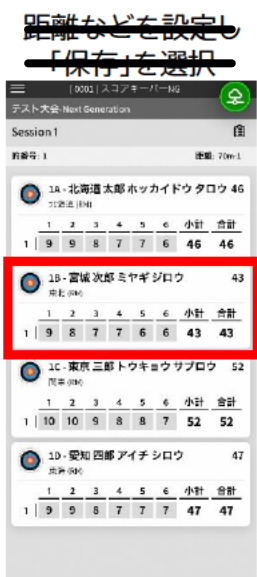 距離などを設定し
「保存」を選択
[0001] スコアキーパーNG
テスト大会-Next Generation
Session 1
的番号: 1 距離: 70m-1
1A - 北海道 太郎 ホッカイドウ タロウ 46
北海道 (RM)
1 2 3 4 5 6 小計 合計
1 9 9 8 7 7 6 46 46
1B - 宮城 次郎 ミヤギ ジロウ 43
東北 (RM)
1 2 3 4 5 6 小計 合計
1 9 8 7 7 6 6 43 43
1C - 東京 三郎 トウキョウ サブロウ 52
関東 (RM)
1 2 3 4 5 6 小計 合計
1 10 10 9 8 8 7 52 52
1D - 愛知 四郎 アイチ シロウ 47
東海 (RM)
1 2 3 4 5 6 小計 合計
1 9 9 8 7 7 7 47 47